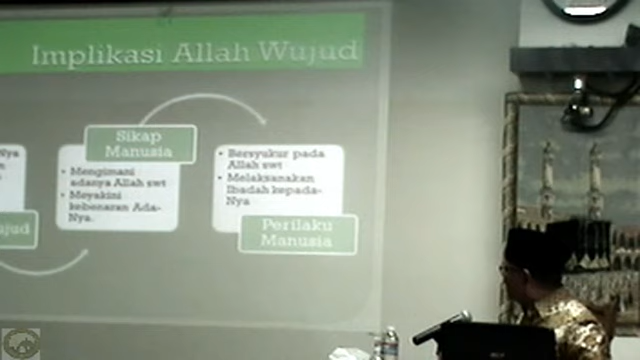 Implikasi Allah Wujud
Nya
ujud
Sikap
Manusia
• Mengimani
adanya Allah swt
• Meyakini
kebenaran Ada-
Nya.
• Bersyukur pada
Allah swt
• Melaksanakan
Ibadah kepada-
Nya
Perilaku
Manusia